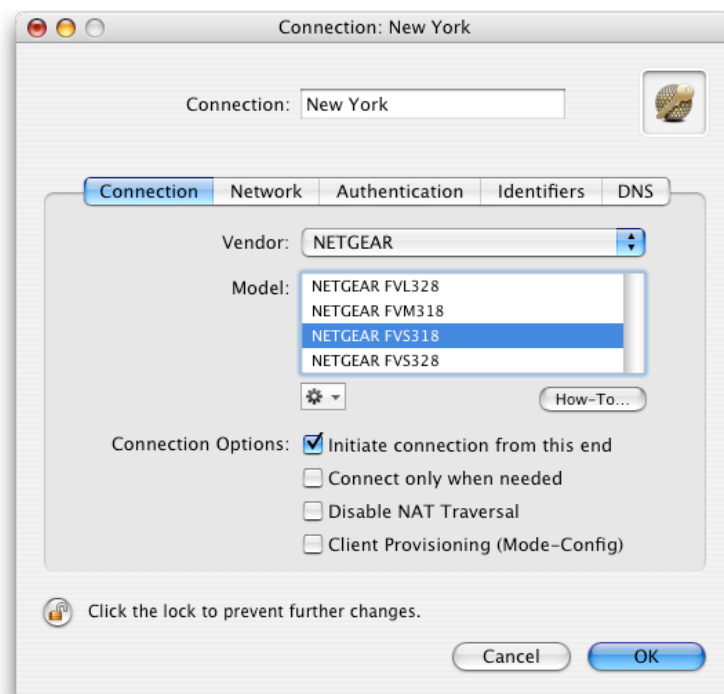 Connection: New York
Connection: New York
Connection Network Authentication Identifiers DNS
Vendor: NETGEAR
Model: NETGEAR FVL328
NETGEAR FVM318
NETGEAR FVS318
NETGEAR FVS328
How-To...
Connection Options: Initiate connection from this end
Connect only when needed
Disable NAT Traversal
Client Provisioning (Mode-Config)
Click the lock to prevent further changes.
Cancel OK